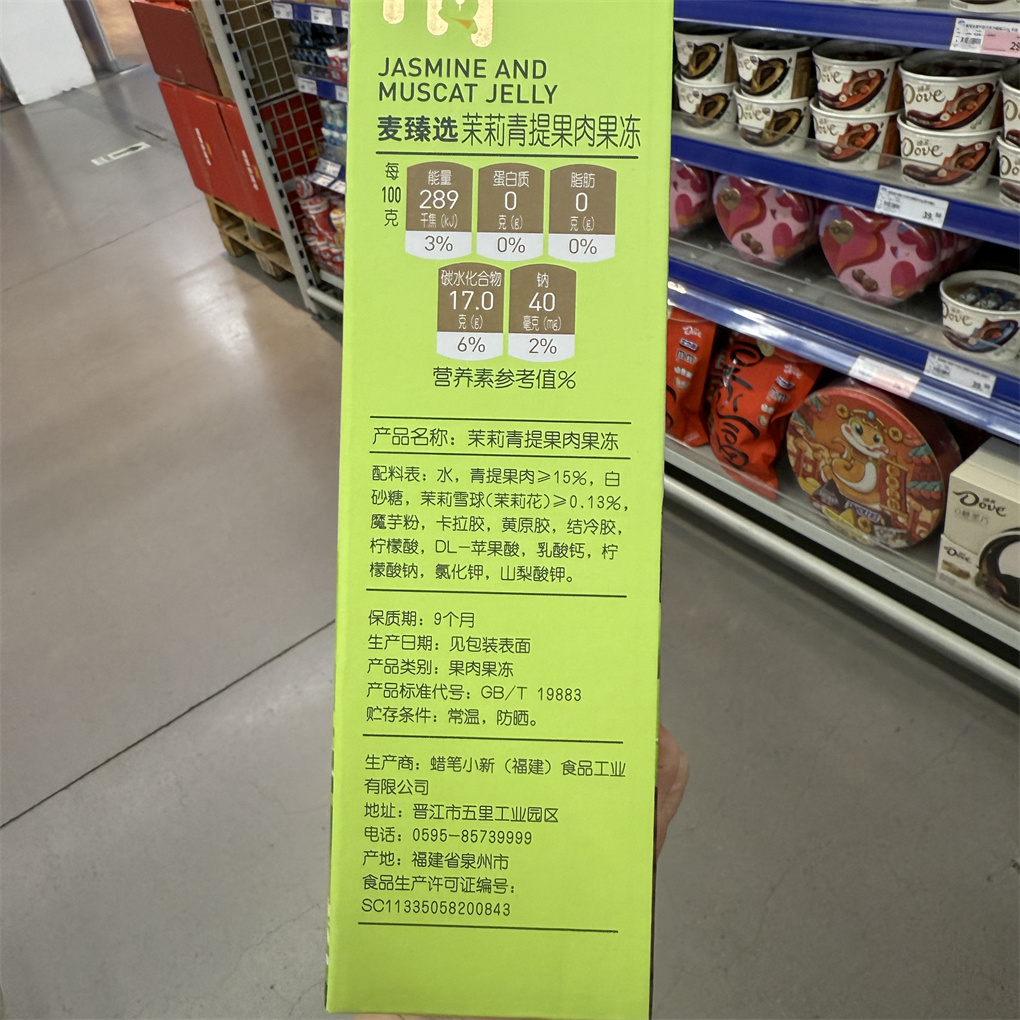 JASMINE AND
MUSCAT JELLY
麦臻选茉莉青提果肉果冻
每
100
克
能量
289
千焦(kJ)
3%
蛋白质
0
克(g)
0%
脂肪
0
克(g)
0%
碳水化合物
17.0
克(g)
6%
钠
40
毫克(mg)
2%
营养素参考值%
产品名称：茉莉青提果肉果冻
配料表：水，青提果肉≥15%，白
砂糖，茉莉雪球(茉莉花)≥0.13%，
魔芋粉，卡拉胶，黄原胶，结冷胶，
柠檬酸，DL-苹果酸，乳酸钙，柠
檬酸钠，氯化钾，山梨酸钾。
保质期：9个月
生产日期：见包装表面
产品类别：果肉果冻
产品标准代号：GB/T 19883
贮存条件：常温，防晒。
生产商：蜡笔小新（福建）食品工业
有限公司
地址：晋江市五里工业园区
电话：0595-85739999
产地：福建省泉州市
食品生产许可证编号：
SC11335058200843
Dove
Dove
Dove
Dove
Dove
Dove